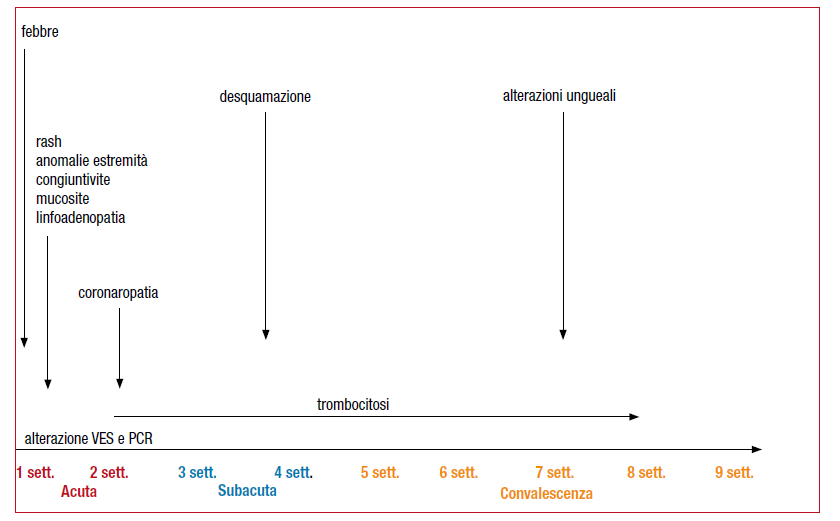 febbre
desquamazione
alterazioni ungueali
rash
anomalie estremità
congiuntivite
mucosite
linfoadenopatia
coronaropatia
trombocitosi
alterazione VES e PCR
1 sett. 2 sett. 3 sett. 4 sett. 5 sett. 6 sett. 7 sett. 8 sett. 9 sett.
Acuta Subacuta Convalescenza